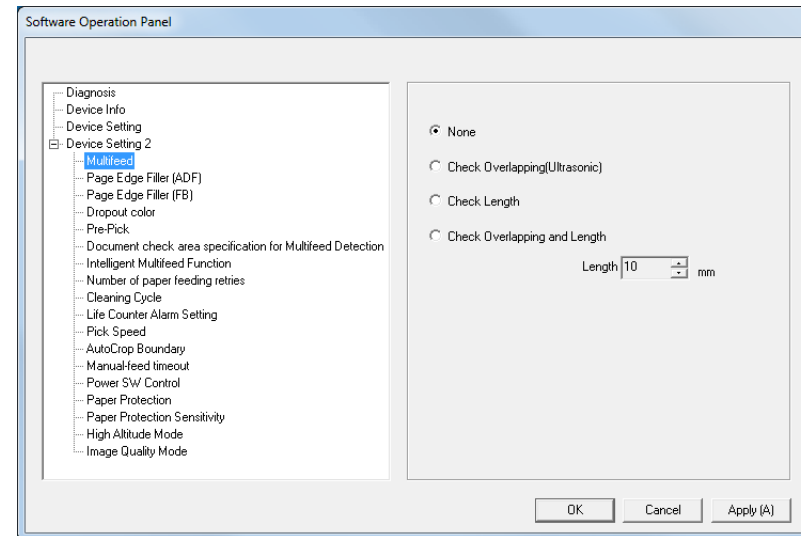 Software Operation Panel
Diagnosis
Device Info
Device Setting
Device Setting 2
Multifeed
Page Edge Filler (ADF)
Page Edge Filler (FB)
Dropout color
Pre-Pick
Document check area specification for Multifeed Detection
Intelligent Multifeed Function
Number of paper feeding retries
Cleaning Cycle
Life Counter Alarm Setting
Pick Speed
AutoCrop Boundary
Manual-feed timeout
Power SW Control
Paper Protection
Paper Protection Sensitivity
High Altitude Mode
Image Quality Mode
None
Check Overlapping(Ultrasonic)
Check Length
Check Overlapping and Length
Length 10 mm
OK Cancel Apply (A)